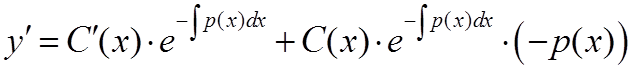 y′ = C′(x)·e^{−∫p(x)dx} + C(x)·e^{−∫p(x)dx}·(−p(x))